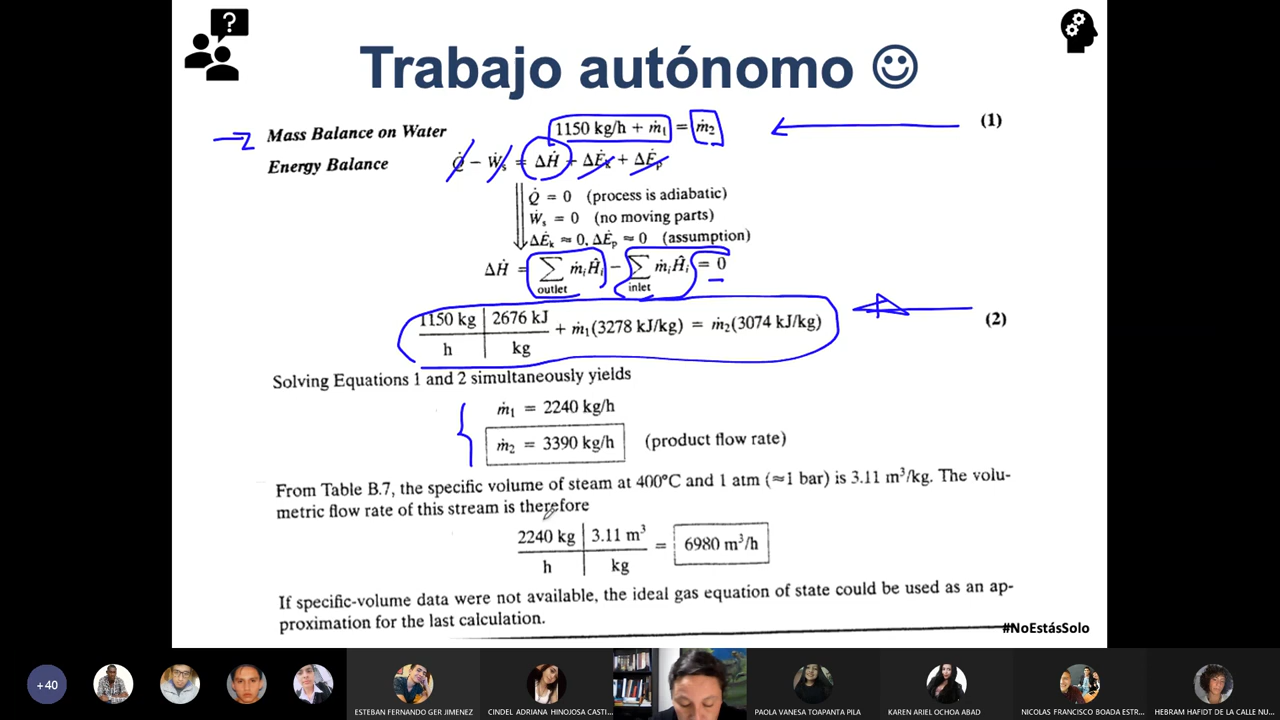 ?
Trabajo autónomo ☺
Mass Balance on Water 1150 kg/h + ṁ₁ = ṁ₂ (1)
Energy Balance Q̇ − Ẇₛ = ΔḢ + ΔĖₖ + ΔĖₚ
Q̇ = 0 (process is adiabatic)
Ẇₛ = 0 (no moving parts)
ΔĖₖ ≈ 0, ΔĖₚ ≈ 0 (assumption)
ΔḢ = ∑ ṁᵢĤᵢ − ∑ ṁᵢĤᵢ = 0
outlet inlet
1150 kg | 2676 kJ + ṁ₁(3278 kJ/kg) = ṁ₂(3074 kJ/kg) (2)
h | kg
Solving Equations 1 and 2 simultaneously yields
ṁ₁ = 2240 kg/h
ṁ₂ = 3390 kg/h (product flow rate)
From Table B.7, the specific volume of steam at 400°C and 1 atm (≈1 bar) is 3.11 m³/kg. The volu-
metric flow rate of this stream is therefore
2240 kg | 3.11 m³ = 6980 m³/h
h | kg
If specific-volume data were not available, the ideal gas equation of state could be used as an ap-
proximation for the last calculation.
#NoEstásSolo
+40
ESTEBAN FERNANDO GER JIMENEZ
CINDEL ADRIANA HINOJOSA CASTI...
PAOLA VANESA TOAPANTA PILA
KAREN ARIEL OCHOA ABAD
NICOLAS FRANCISCO BOADA ESTR...
HEBRAM HAFIDT DE LA CALLE NU...